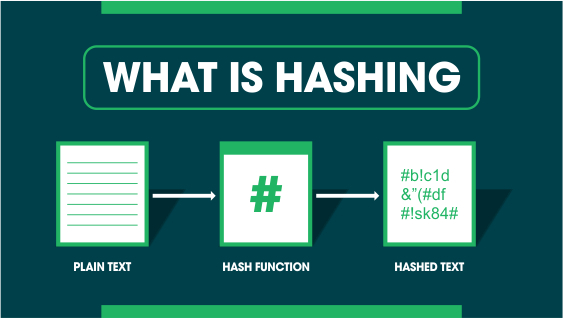 WHAT IS HASHING
#
#b!c1d
&"(#df
#!sk84#
PLAIN TEXT
HASH FUNCTION
HASHED TEXT